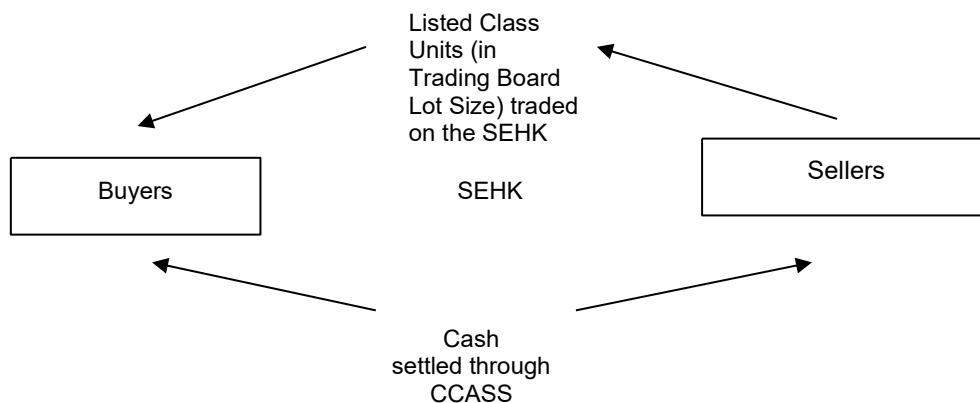 Listed Class
Units (in
Trading Board
Lot Size) traded
on the SEHK
Buyers
SEHK
Sellers
Cash
settled through
CCASS